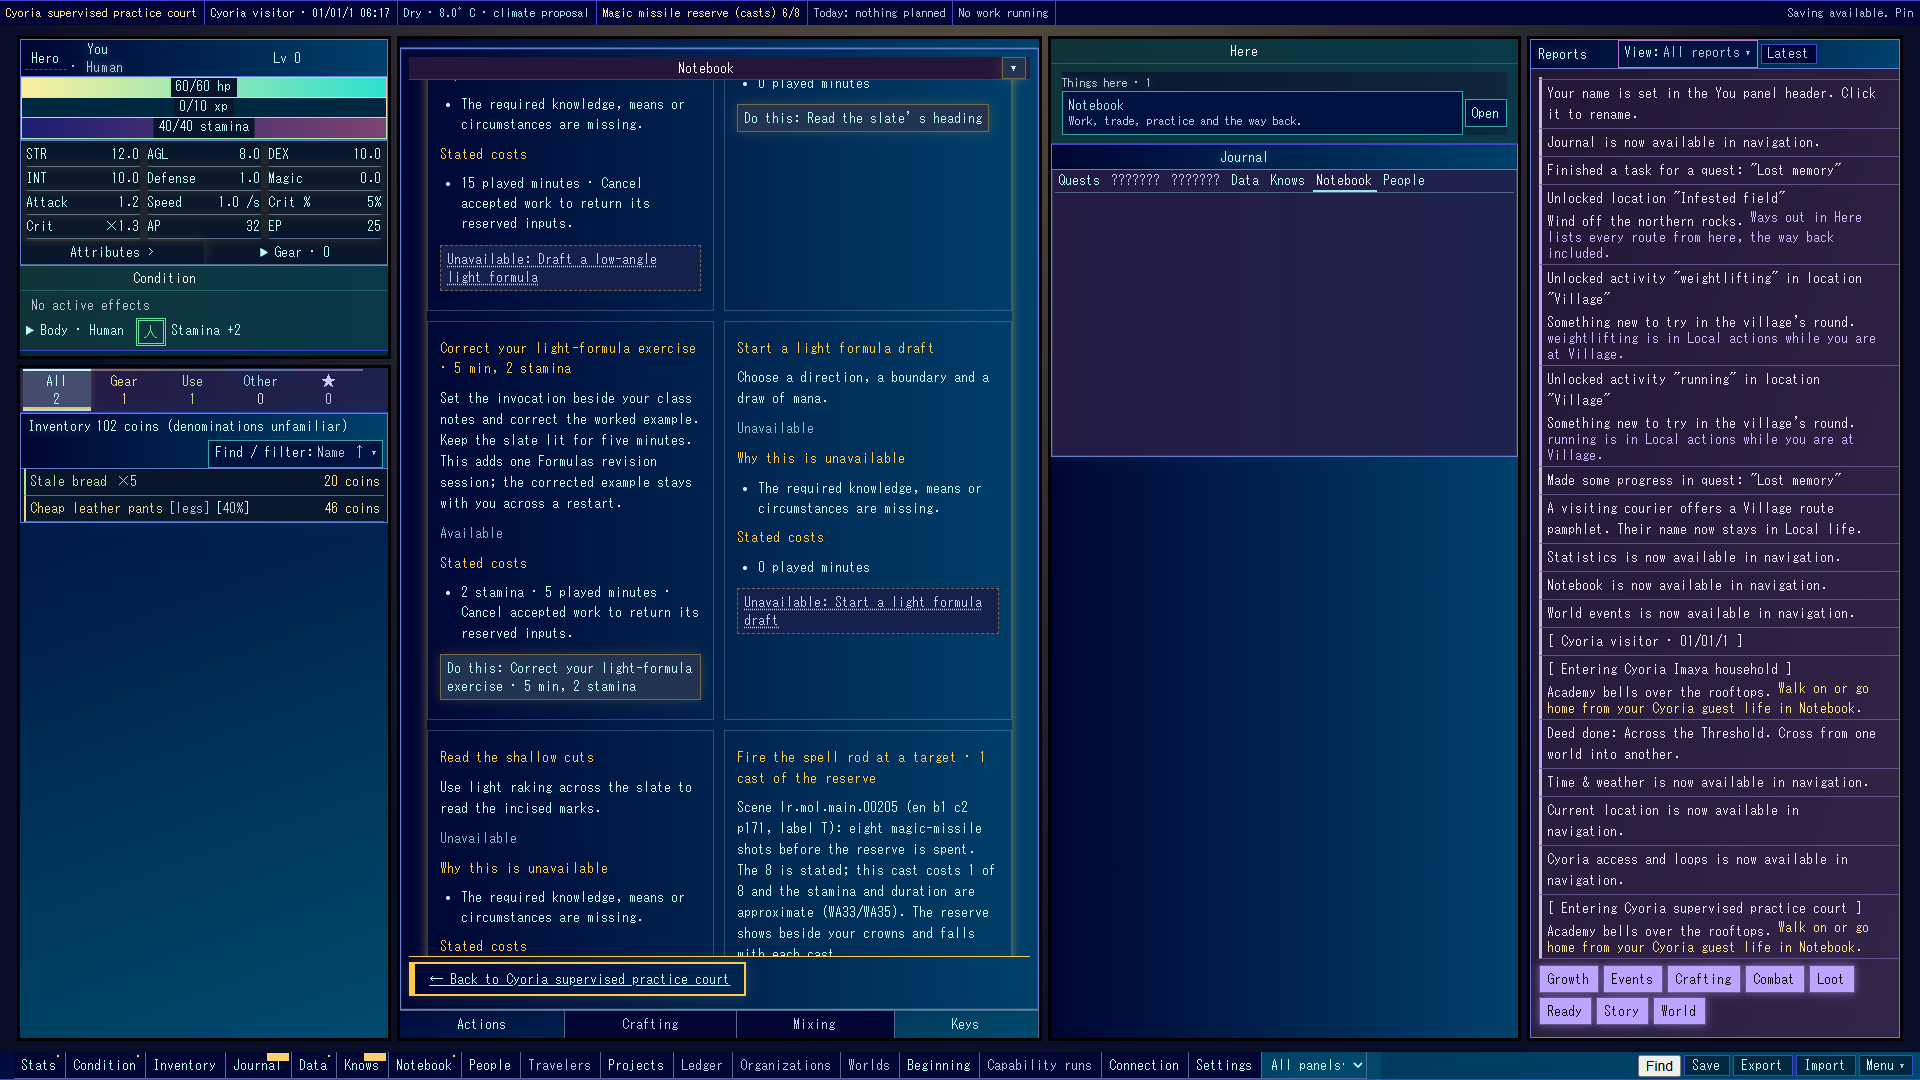 Cyoria supervised practice court
Cyoria visitor · 01/01/1 06:17
Dry · 8.0° C · climate proposal
Magic missile reserve (casts) 6/8
Today: nothing planned
No work running
Saving available. Pin
Hero · You
Human
Lv 0
60/60 hp
0/10 xp
40/40 stamina
STR 12.0 AGL 8.0 DEX 10.0
INT 10.0 Defense 1.0 Magic 0.0
Attack 1.2 Speed 1.0 /s Crit % 5%
Crit ×1.3 AP 32 EP 25
Attributes >
▶ Gear · 0
Condition
No active effects
▶ Body · Human 人 Stamina +2
All Gear Use Other ★
2 1 1 0 0
Inventory 102 coins (denominations unfamiliar)
Find / filter: Name ↑ ▾
Stale bread ×5 20 coins
Cheap leather pants [legs] [40%] 46 coins
Notebook
▾
• The required knowledge, means or
circumstances are missing.
Stated costs
• 15 played minutes · Cancel
accepted work to return its
reserved inputs.
Unavailable: Draft a low-angle
light formula
• 0 played minutes
Do this: Read the slate's heading
Correct your light-formula exercise
· 5 min, 2 stamina
Set the invocation beside your class
notes and correct the worked example.
Keep the slate lit for five minutes.
This adds one Formulas revision
session; the corrected example stays
with you across a restart.
Available
Stated costs
• 2 stamina · 5 played minutes ·
Cancel accepted work to return its
reserved inputs.
Do this: Correct your light-formula
exercise · 5 min, 2 stamina
Start a light formula draft
Choose a direction, a boundary and a
draw of mana.
Unavailable
Why this is unavailable
• The required knowledge, means or
circumstances are missing.
Stated costs
• 0 played minutes
Unavailable: Start a light formula
draft
Read the shallow cuts
Use light raking across the slate to
read the incised marks.
Unavailable
Why this is unavailable
• The required knowledge, means or
circumstances are missing.
Stated costs
Fire the spell rod at a target · 1
cast of the reserve
Scene lr.mol.main.00205 (en b1 c2
p171, label T): eight magic-missile
shots before the reserve is spent.
The 8 is stated; this cast costs 1 of
8 and the stamina and duration are
approximate (WA33/WA35). The reserve
shows beside your crowns and falls
with each cast
← Back to Cyoria supervised practice court
Actions
Crafting
Mixing
Keys
Here
Things here · 1
Notebook
Work, trade, practice and the way back.
Open
Journal
Quests ??????? ??????? Data Knows Notebook People
Reports
View: All reports ▾
Latest
Your name is set in the You panel header. Click
it to rename.
Journal is now available in navigation.
Finished a task for a quest: "Lost memory"
Unlocked location "Infested field"
Wind off the northern rocks. Ways out in Here
lists every route from here, the way back
included.
Unlocked activity "weightlifting" in location
"Village"
Something new to try in the village's round.
weightlifting is in Local actions while you are
at Village.
Unlocked activity "running" in location
"Village"
Something new to try in the village's round.
running is in Local actions while you are at
Village.
Made some progress in quest: "Lost memory"
A visiting courier offers a Village route
pamphlet. Their name now stays in Local life.
Statistics is now available in navigation.
Notebook is now available in navigation.
World events is now available in navigation.
[ Cyoria visitor · 01/01/1 ]
[ Entering Cyoria Imaya household ]
Academy bells over the rooftops. Walk on or go
home from your Cyoria guest life in Notebook.
Deed done: Across the Threshold. Cross from one
world into another.
Time & weather is now available in navigation.
Current location is now available in
navigation.
Cyoria access and loops is now available in
navigation.
[ Entering Cyoria supervised practice court ]
Academy bells over the rooftops. Walk on or go
home from your Cyoria guest life in Notebook.
Growth Events Crafting Combat Loot
Ready Story World
Stats Condition Inventory Journal Data Knows Notebook People Travelers Projects Ledger Organizations Worlds Beginning Capability runs Connection Settings All panels
Find Save Export Import Menu ▾